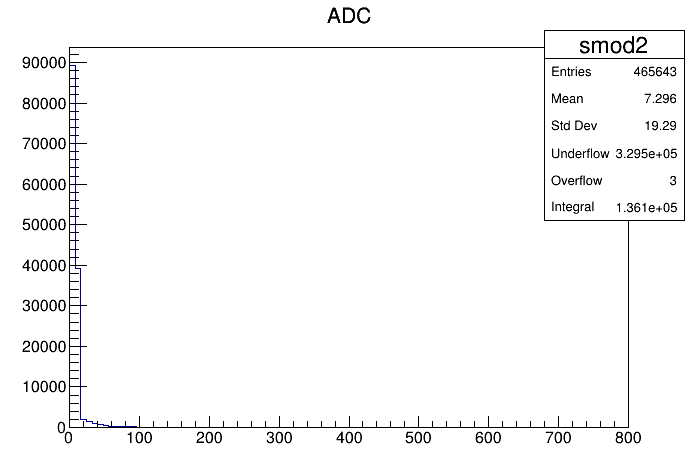 ADC
smod2
Entries 465643
Mean 7.296
Std Dev 19.29
Underflow 3.295e+05
Overflow 3
Integral 1.361e+05
90000
80000
70000
60000
50000
40000
30000
20000
10000
0
0 100 200 300 400 500 600 700 800